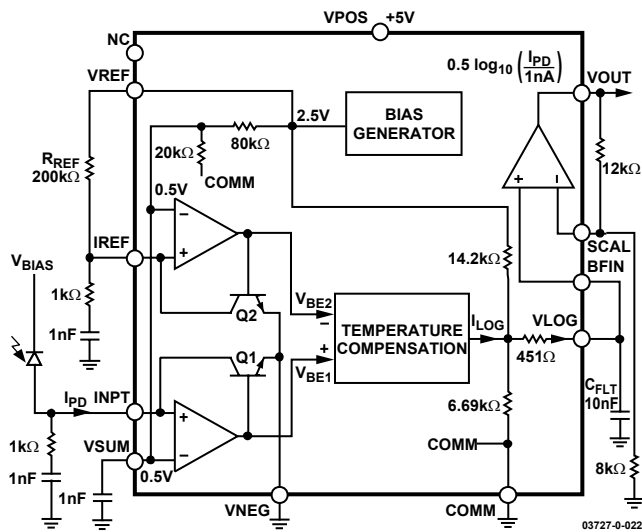 VPOS +5V
NC
VREF
0.5 log10 (IPD / 1nA)
VOUT
2.5V
BIAS GENERATOR
80kΩ
20kΩ
COMM
RREF
200kΩ
12kΩ
0.5V
−
+
+
−
IREF
SCAL
BFIN
14.2kΩ
VBIAS
1kΩ
1nF
Q2
VBE2
−
TEMPERATURE COMPENSATION
ILOG
VLOG
451Ω
+
VBE1
Q1
IPD
INPT
CFLT
10nF
+
−
6.69kΩ
1kΩ
VSUM
COMM
0.5V
8kΩ
1nF
1nF
VNEG
COMM
03727-0-022